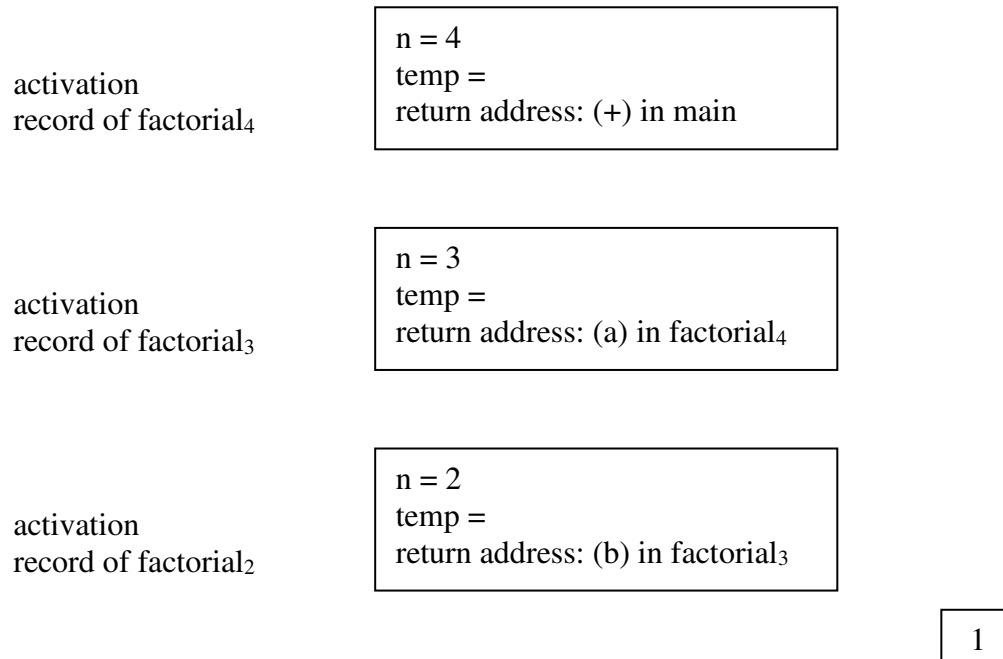 n = 4
temp =
return address: (+) in main
activation
record of factorial₄
n = 3
temp =
return address: (a) in factorial₄
activation
record of factorial₃
n = 2
temp =
return address: (b) in factorial₃
activation
record of factorial₂
1